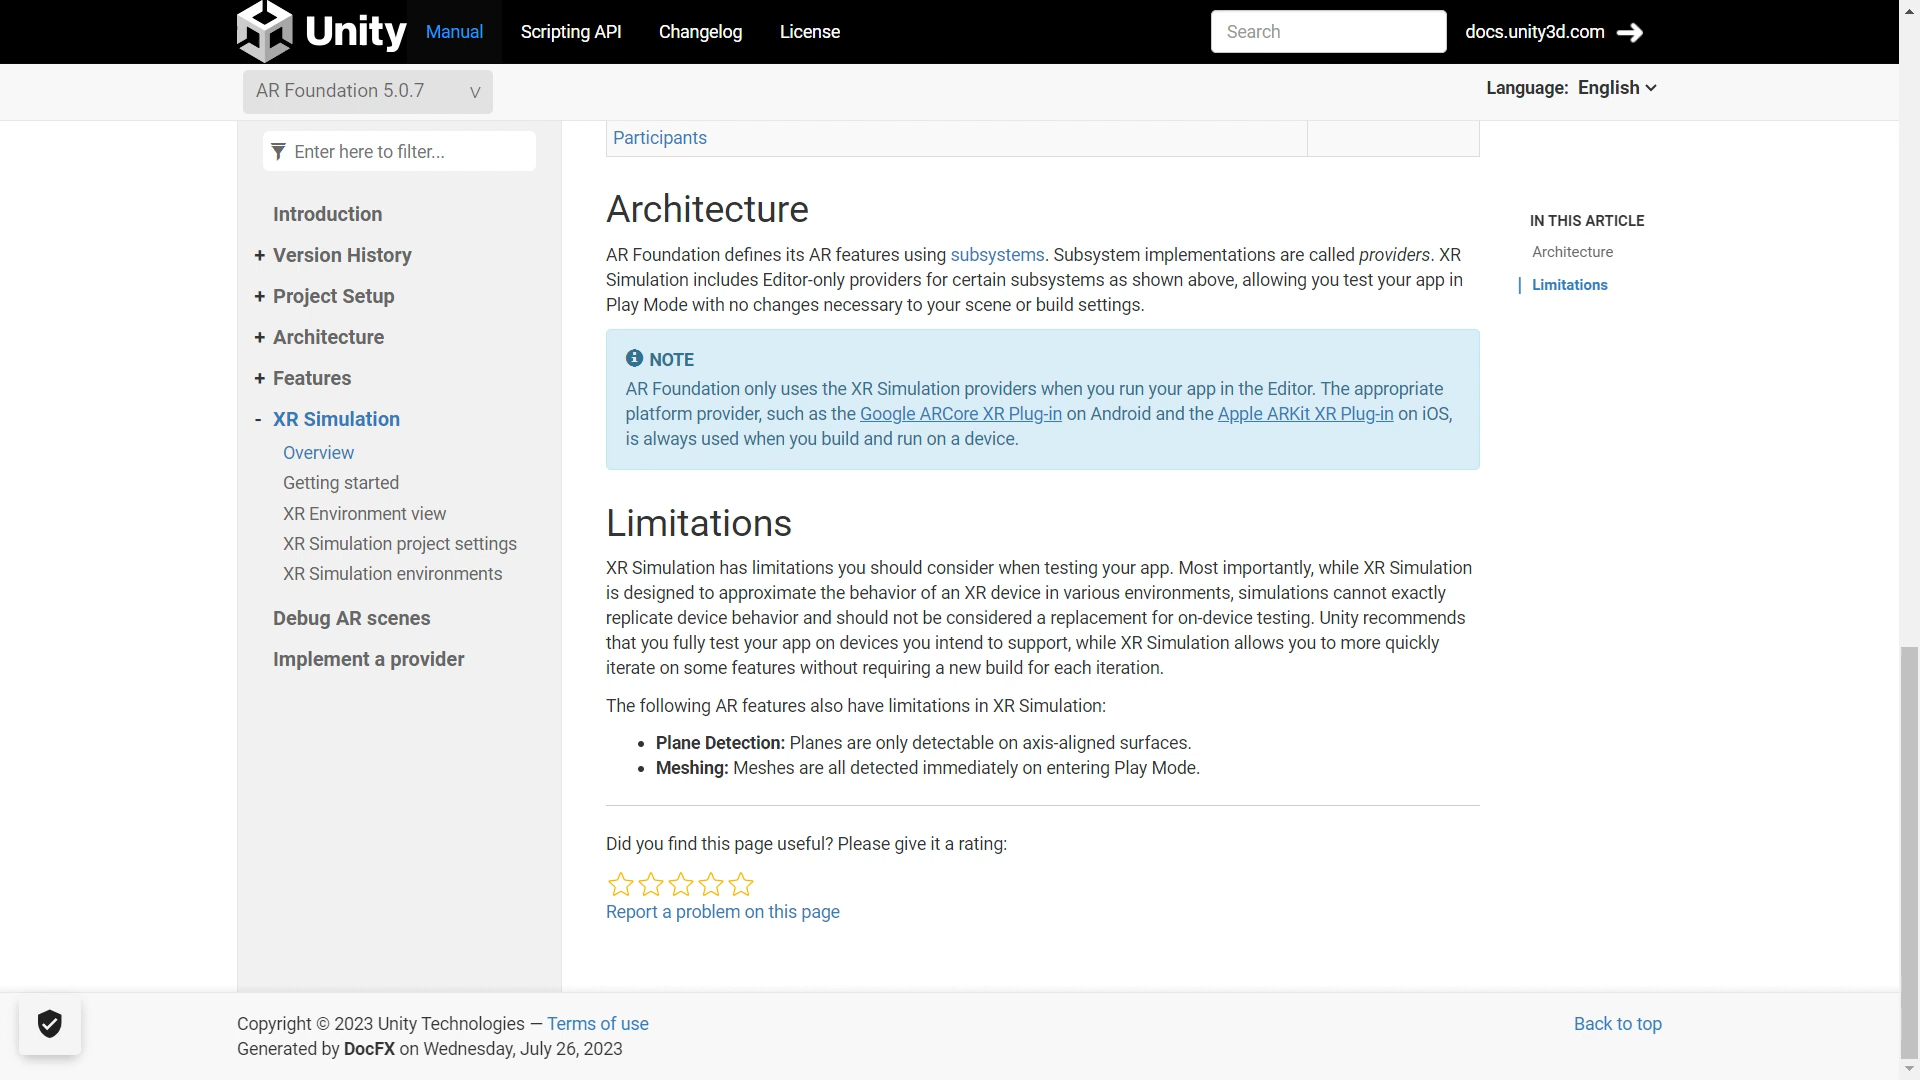 Unity
Manual
Scripting API
Changelog
License
Search
docs.unity3d.com
AR Foundation 5.0.7
Language: English
Enter here to filter...
Introduction
+ Version History
+ Project Setup
+ Architecture
+ Features
- XR Simulation
Overview
Getting started
XR Environment view
XR Simulation project settings
XR Simulation environments
Debug AR scenes
Implement a provider
Participants
Architecture
AR Foundation defines its AR features using subsystems. Subsystem implementations are called providers. XR
Simulation includes Editor-only providers for certain subsystems as shown above, allowing you test your app in
Play Mode with no changes necessary to your scene or build settings.
NOTE
AR Foundation only uses the XR Simulation providers when you run your app in the Editor. The appropriate
platform provider, such as the Google ARCore XR Plug-in on Android and the Apple ARKit XR Plug-in on iOS,
is always used when you build and run on a device.
Limitations
XR Simulation has limitations you should consider when testing your app. Most importantly, while XR Simulation
is designed to approximate the behavior of an XR device in various environments, simulations cannot exactly
replicate device behavior and should not be considered a replacement for on-device testing. Unity recommends
that you fully test your app on devices you intend to support, while XR Simulation allows you to more quickly
iterate on some features without requiring a new build for each iteration.
The following AR features also have limitations in XR Simulation:
• Plane Detection: Planes are only detectable on axis-aligned surfaces.
• Meshing: Meshes are all detected immediately on entering Play Mode.
Did you find this page useful? Please give it a rating:
Report a problem on this page
IN THIS ARTICLE
Architecture
Limitations
Copyright © 2023 Unity Technologies — Terms of use
Generated by DocFX on Wednesday, July 26, 2023
Back to top